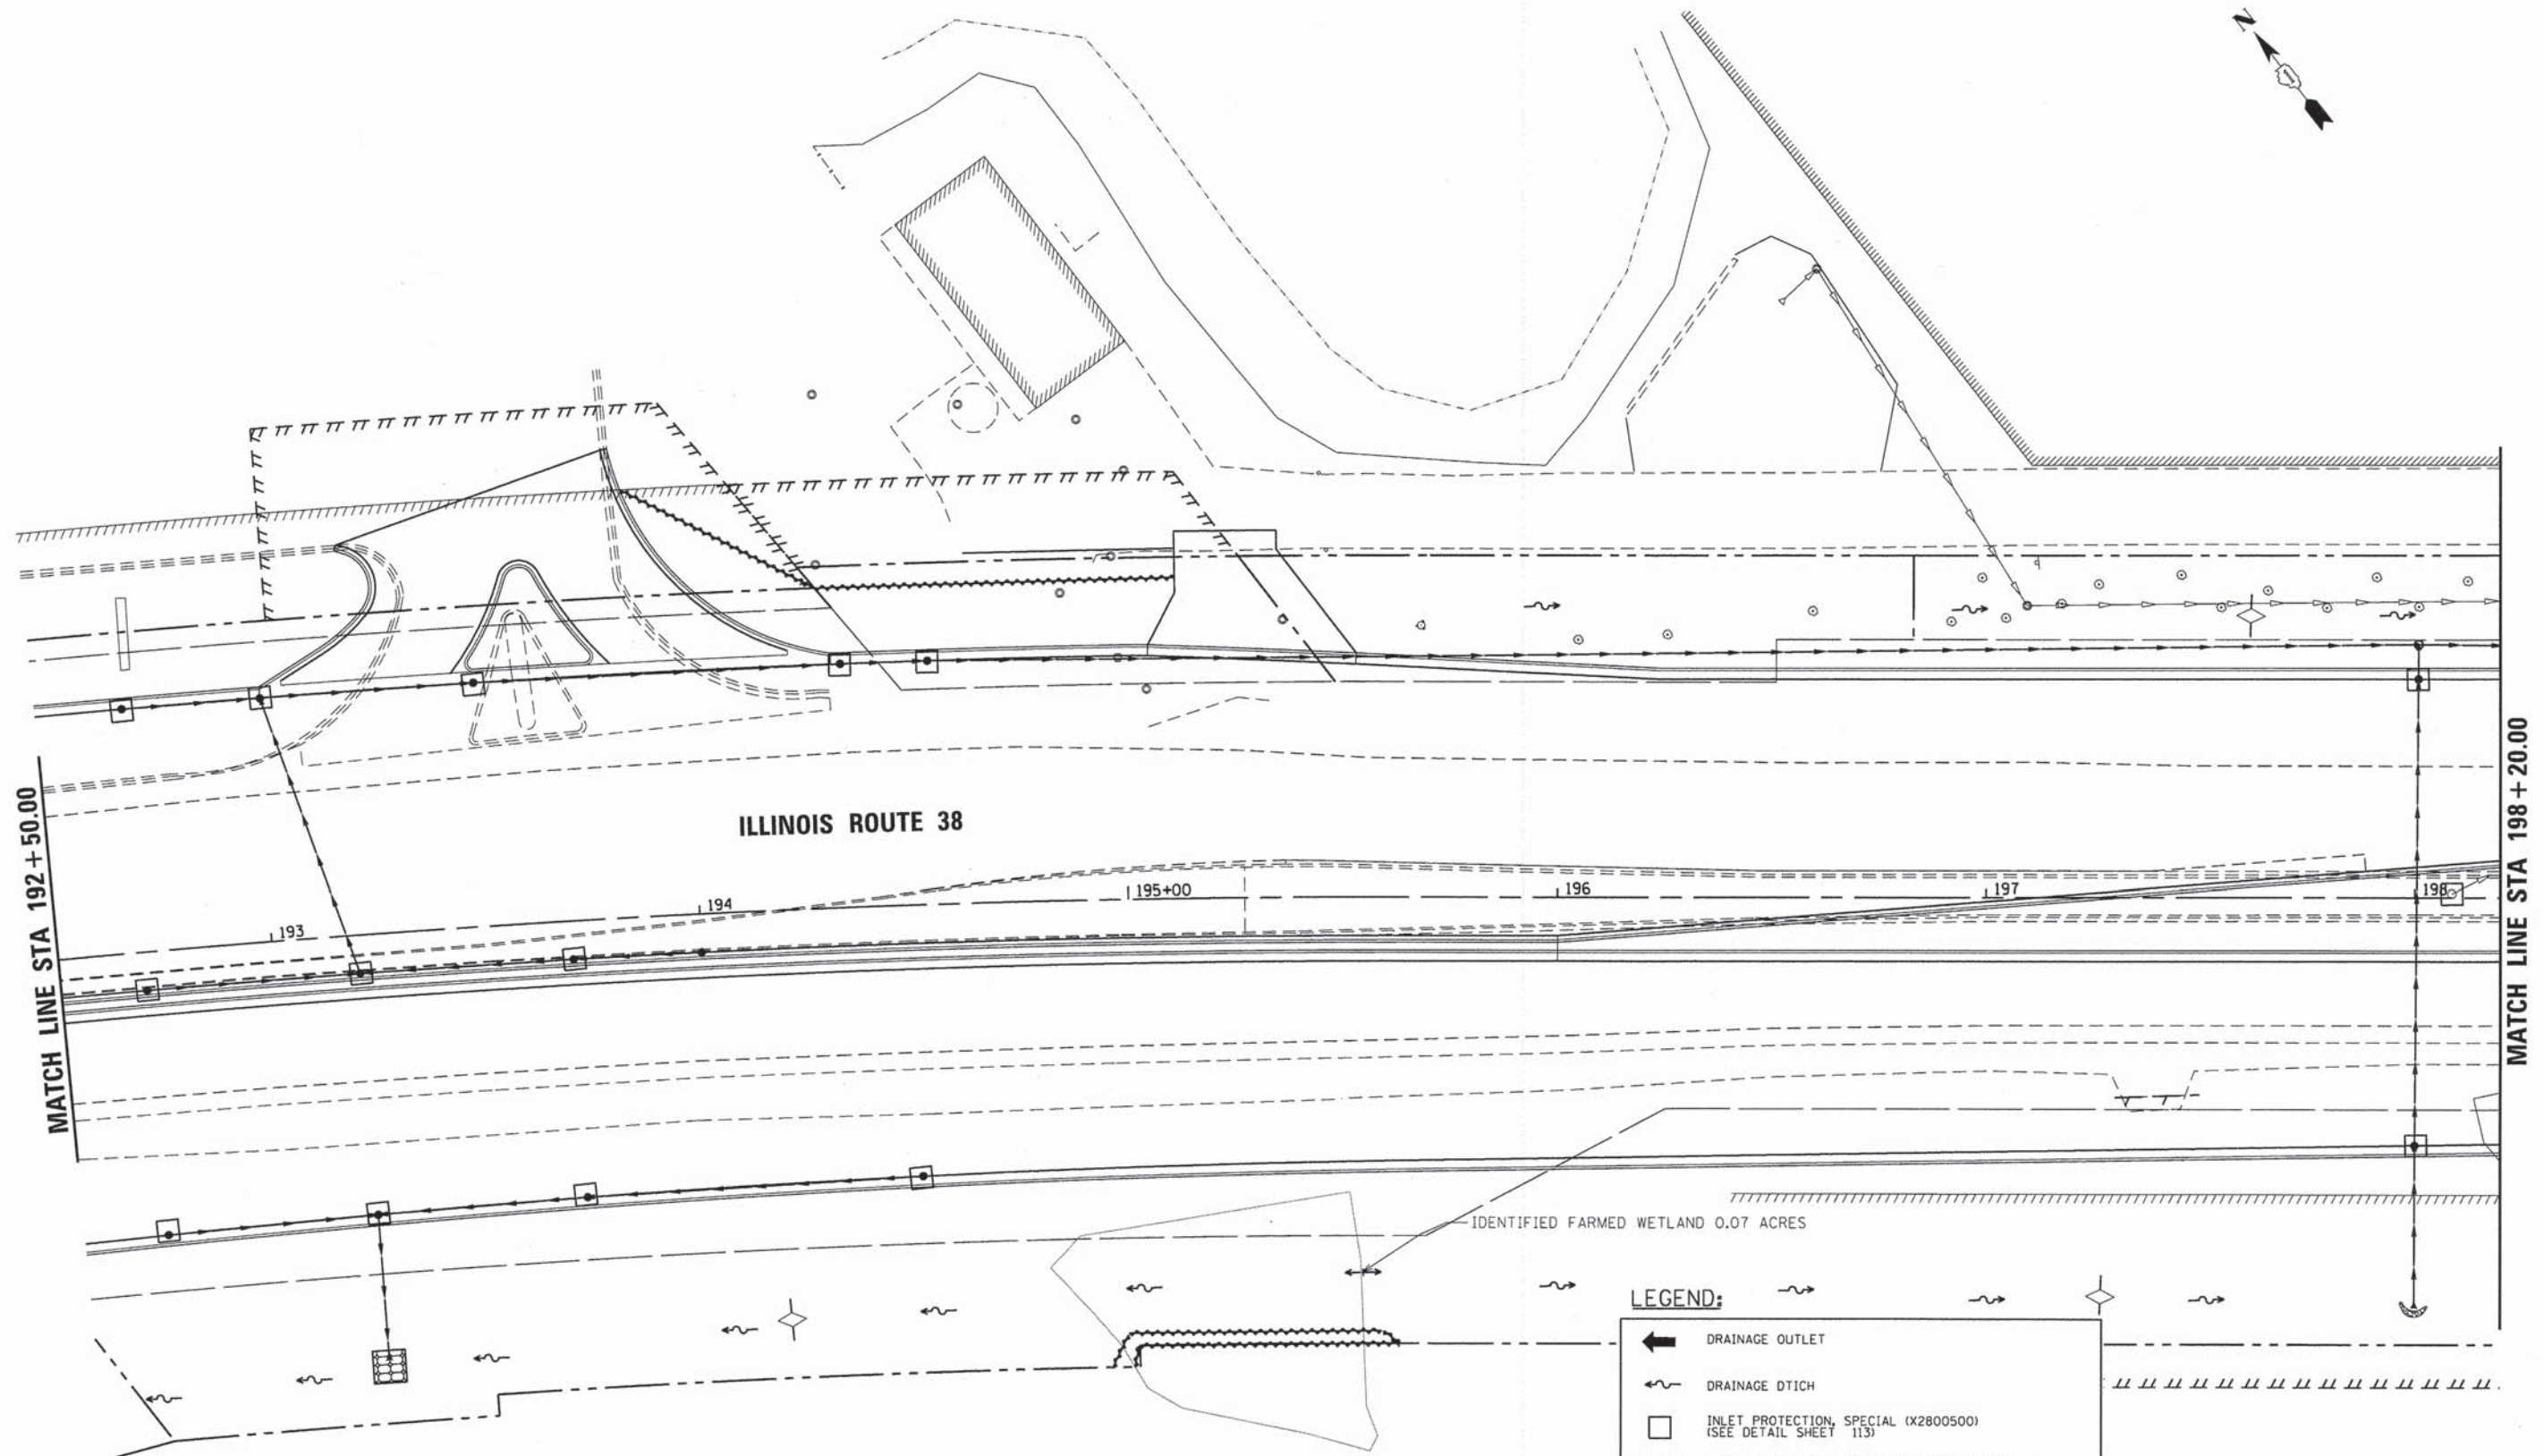 N
MATCH LINE STA 192+50.00
ILLINOIS ROUTE 38
193
194
195+00
196
197
198
MATCH LINE STA 198+20.00
IDENTIFIED FARMED WETLAND 0.07 ACRES
LEGEND:
DRAINAGE OUTLET
DRAINAGE DTICH
INLET PROTECTION, SPECIAL (X2800500)
(SEE DETAIL SHEET 113)